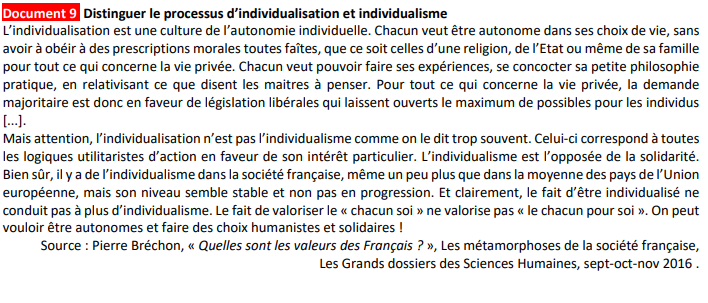 Document 9 Distinguer le processus d’individualisation et individualisme
L’individualisation est une culture de l’autonomie individuelle. Chacun veut être autonome dans ses choix de vie, sans
avoir à obéir à des prescriptions morales toutes faîtes, que ce soit celles d’une religion, de l’Etat ou même de sa famille
pour tout ce qui concerne la vie privée. Chacun veut pouvoir faire ses expériences, se concocter sa petite philosophie
pratique, en relativisant ce que disent les maitres à penser. Pour tout ce qui concerne la vie privée, la demande
majoritaire est donc en faveur de législation libérales qui laissent ouverts le maximum de possibles pour les individus
[...].
Mais attention, l’individualisation n’est pas l’individualisme comme on le dit trop souvent. Celui-ci correspond à toutes
les logiques utilitaristes d’action en faveur de son intérêt particulier. L’individualisme est l’opposée de la solidarité.
Bien sûr, il y a de l’individualisme dans la société française, même un peu plus que dans la moyenne des pays de l’Union
européenne, mais son niveau semble stable et non pas en progression. Et clairement, le fait d’être individualisé ne
conduit pas à plus d’individualisme. Le fait de valoriser le « chacun soi » ne valorise pas « le chacun pour soi ». On peut
vouloir être autonomes et faire des choix humanistes et solidaires !
Source : Pierre Bréchon, « Quelles sont les valeurs des Français ? », Les métamorphoses de la société française,
Les Grands dossiers des Sciences Humaines, sept-oct-nov 2016 .